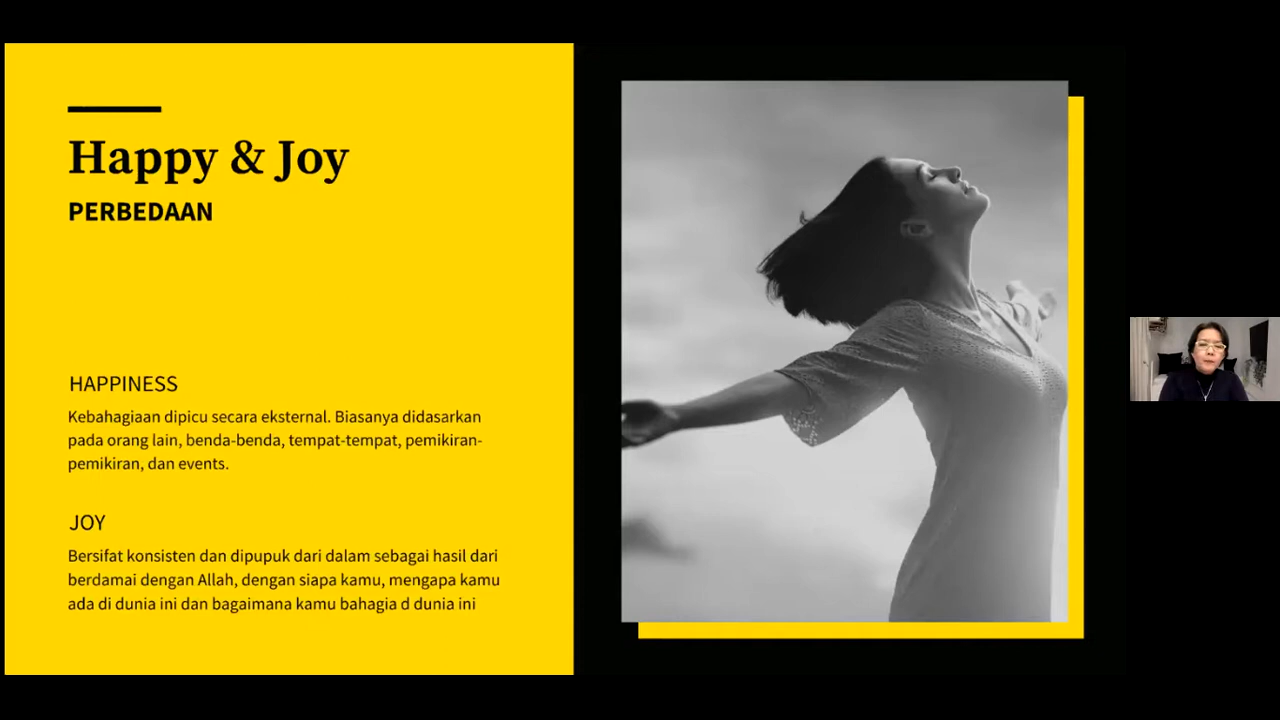 Happy & Joy
PERBEDAAN
HAPPINESS
Kebahagiaan dipicu secara eksternal. Biasanya didasarkan
pada orang lain, benda-benda, tempat-tempat, pemikiran-
pemikiran, dan events.
JOY
Bersifat konsisten dan dipupuk dari dalam sebagai hasil dari
berdamai dengan Allah, dengan siapa kamu, mengapa kamu
ada di dunia ini dan bagaimana kamu bahagia d dunia ini